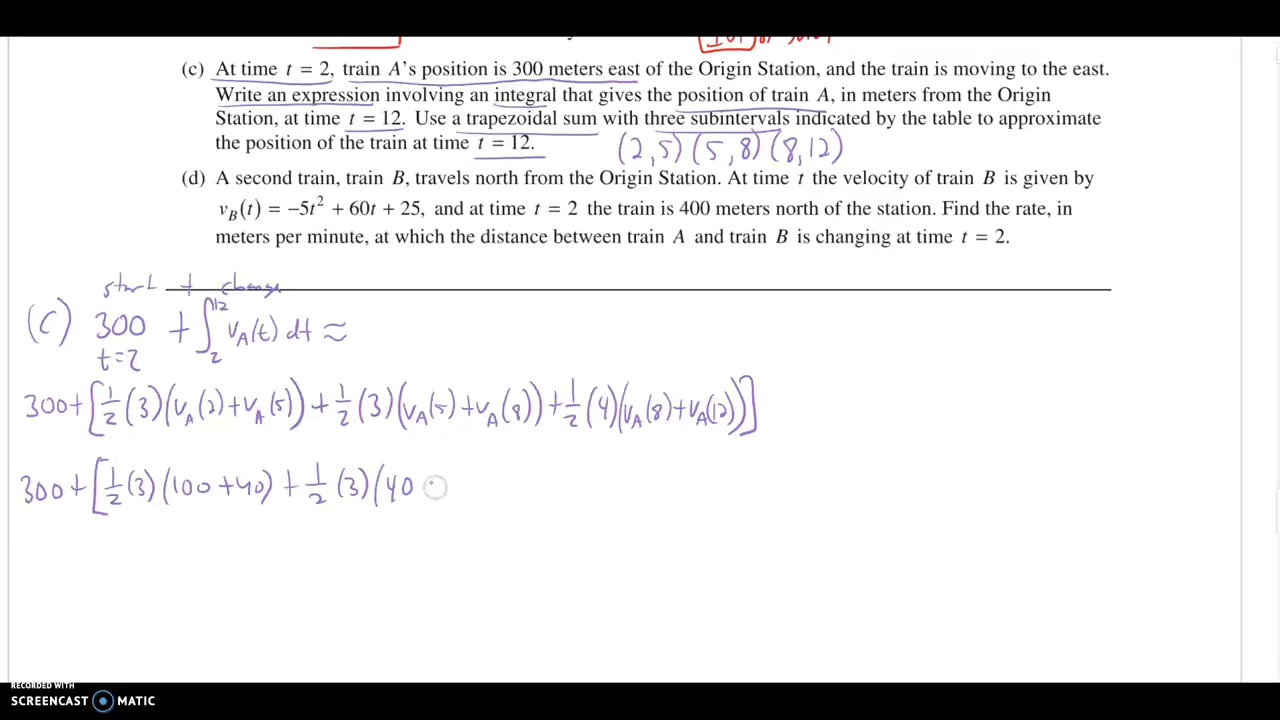 (c) At time t = 2, train A's position is 300 meters east of the Origin Station, and the train is moving to the east.
Write an expression involving an integral that gives the position of train A, in meters from the Origin
Station, at time t = 12. Use a trapezoidal sum with three subintervals indicated by the table to approximate
the position of the train at time t = 12. (2,5) (5,8) (8,12)
(d) A second train, train B, travels north from the Origin Station. At time t the velocity of train B is given by
v_B(t) = −5t² + 60t + 25, and at time t = 2 the train is 400 meters north of the station. Find the rate, in
meters per minute, at which the distance between train A and train B is changing at time t = 2.
start + change
(C) 300 + ∫₂¹² v_A(t) dt ≈
t=2
300+[½(3)(v_A(2)+v_A(5))+½(3)(v_A(5)+v_A(8))+½(4)(v_A(8)+v_A(12))]
300+[½(3)(100+40)+½(3)(40
RECORDED WITH
SCREENCAST MATIC